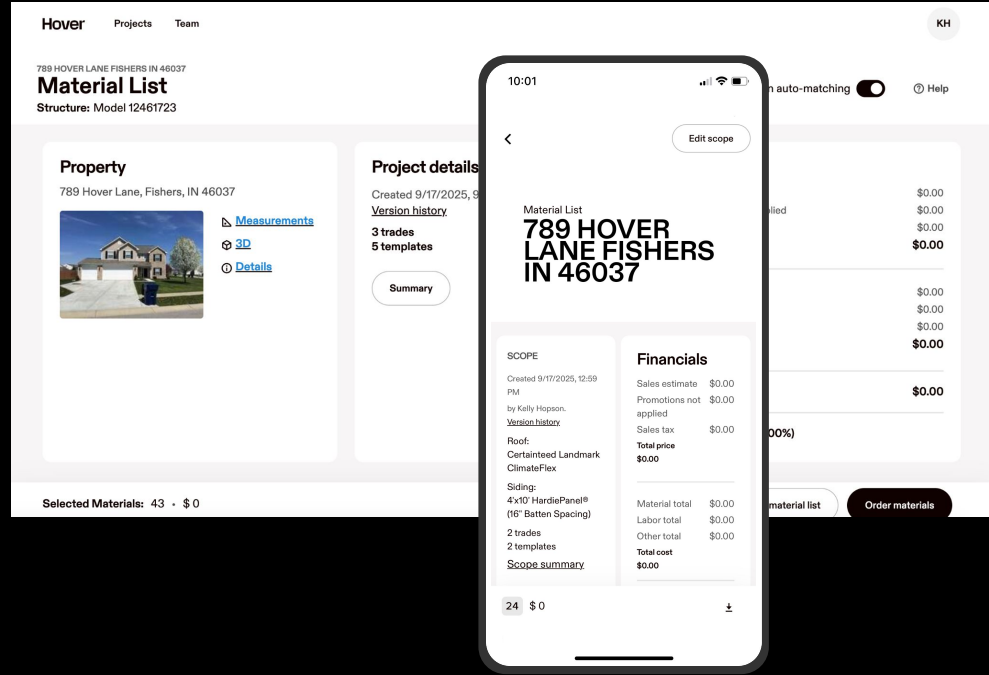 Hover
Projects
Team
KH
789 HOVER LANE FISHERS IN 46037
Material List
Structure: Model 12461723
auto-matching
Help
Property
789 Hover Lane, Fishers, IN 46037
Measurements
3D
Details
Project details
Created 9/17/2025, 9
Version history
3 trades
5 templates
Summary
$0.00
$0.00
$0.00
$0.00
$0.00
$0.00
$0.00
$0.00
$0.00
00%)
Selected Materials: 43 • $ 0
material list
Order materials
10:01
Edit scope
Material List
789 HOVER
LANE FISHERS
IN 46037
SCOPE
Created 9/17/2025, 12:59
PM
by Kelly Hopson.
Version history
Roof:
Certainteed Landmark
ClimateFlex
Siding:
4'x10' HardiePanel®
(16" Batten Spacing)
2 trades
2 templates
Scope summary
Financials
Sales estimate $0.00
Promotions not $0.00
applied
Sales tax $0.00
Total price
$0.00
Material total $0.00
Labor total $0.00
Other total $0.00
Total cost
$0.00
24 $ 0